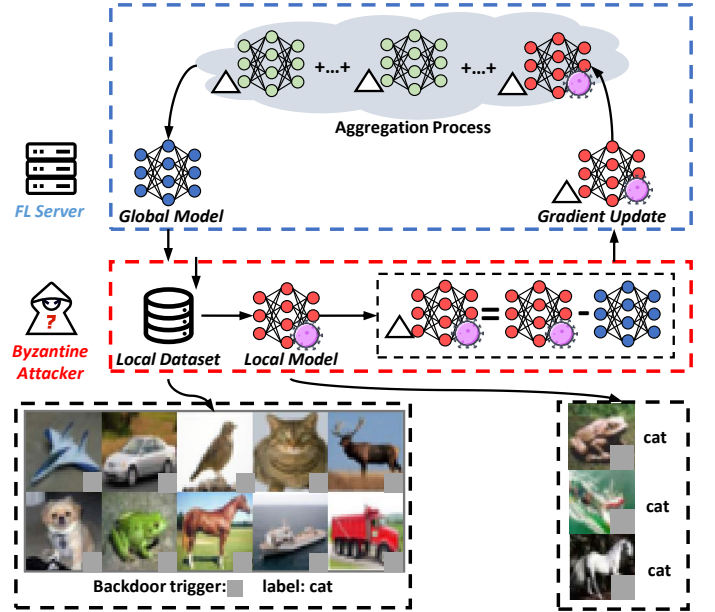 +...+
+...+
Aggregation Process
FL Server
Global Model
Gradient Update
?
=
-
Byzantine
Attacker
Local Dataset
Local Model
cat
cat
cat
Backdoor trigger:
label: cat